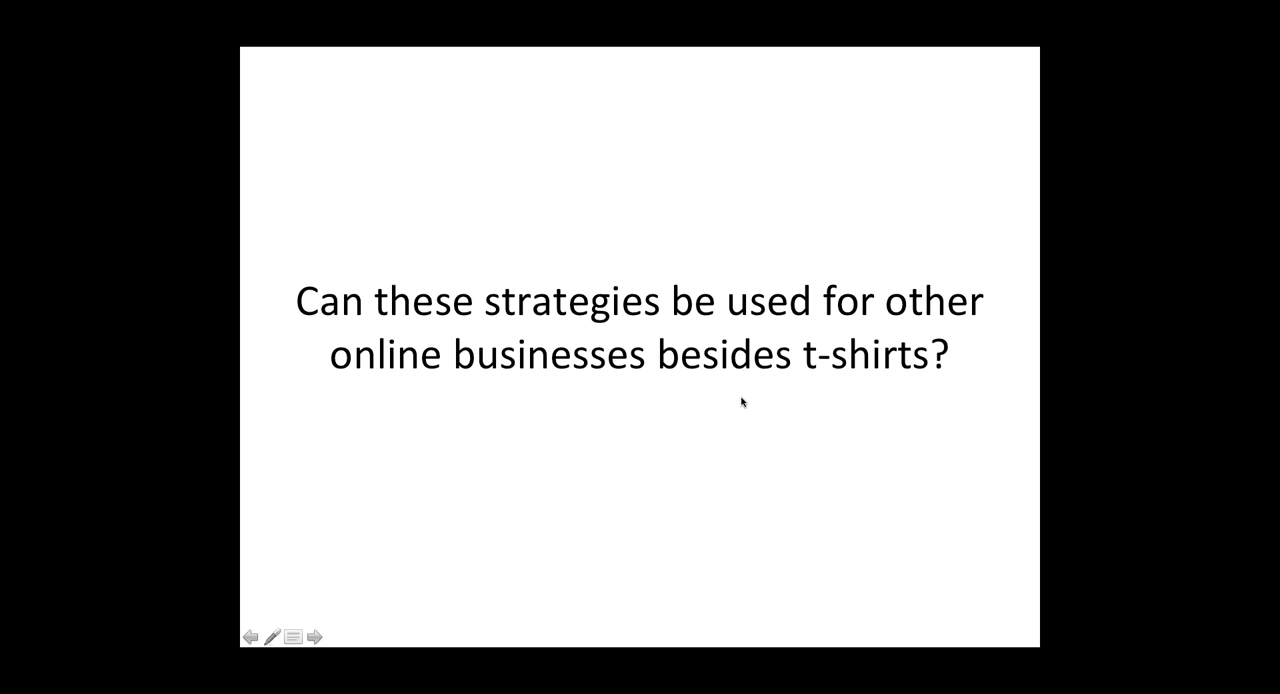 Can these strategies be used for other
online businesses besides t-shirts?